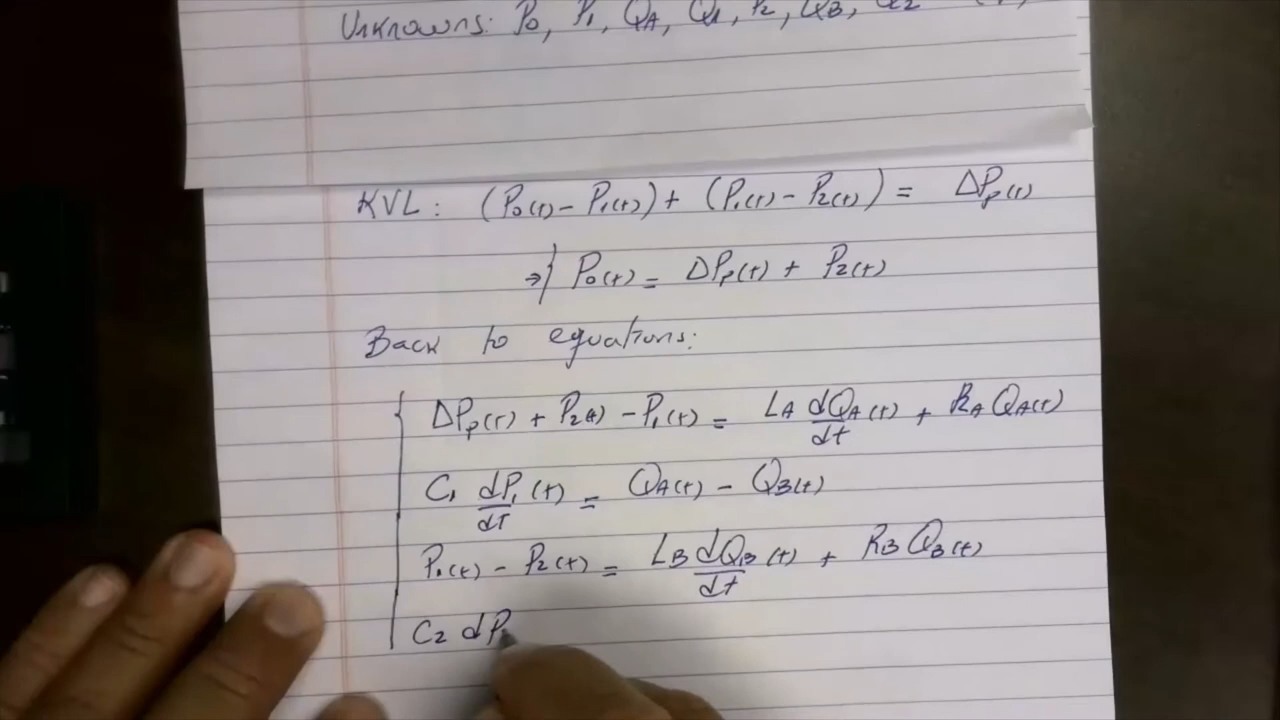 Unknowns: P0, P1, QA, Q1, P2, QB, Q2
KVL: (P0(t) - P1(t)) + (P1(t) - P2(t)) = ΔPp(t)
⇒ P0(t) = ΔPp(t) + P2(t)
Back to equations:
ΔPp(t) + P2(t) - P1(t) = LA dQA(t)/dt + RA QA(t)
C1 dP1(t)/dt = QA(t) - QB(t)
P1(t) - P2(t) = LB dQB(t)/dt + RB QB(t)
C2 dP